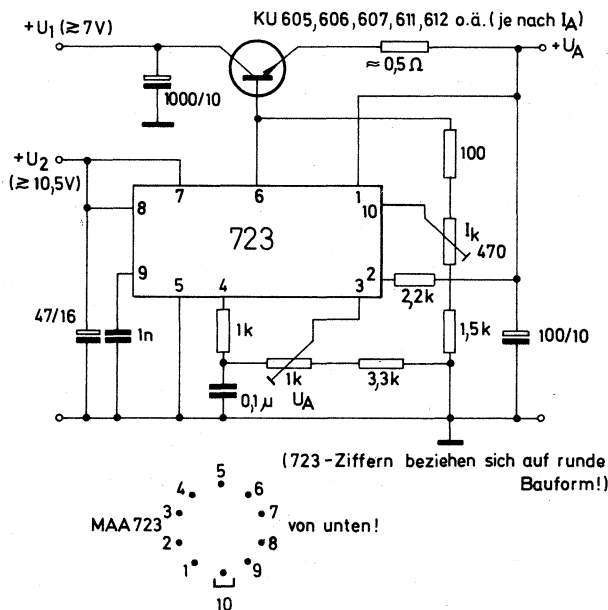 KU 605,606,607,611,612 o.ä.(je nach IA)
+U1 (≳ 7V)
+UA
≈ 0,5 Ω
1000/10
100
+U2
(≳ 10,5V)
7
6
1
8
10
Ik
723
470
9
2
5
4
3
2,2k
47/16
1n
1k
1,5k
100/10
1k
3,3k
0,1 µ
UA
(723-Ziffern beziehen sich auf runde
Bauform!)
5
4
6
MAA 723
3
7
von unten!
2
8
1
9
10